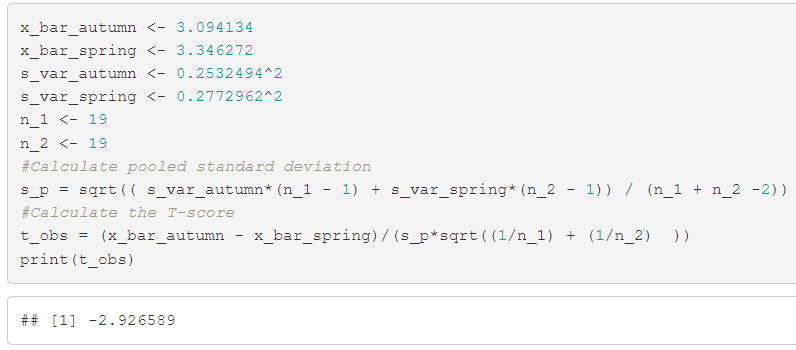 x_bar_autumn <- 3.094134
x_bar_spring <- 3.346272
s_var_autumn <- 0.2532494^2
s_var_spring <- 0.2772962^2
n_1 <- 19
n_2 <- 19
#Calculate pooled standard deviation
s_p = sqrt(( s_var_autumn*(n_1 - 1) + s_var_spring*(n_2 - 1)) / (n_1 + n_2 -2))
#Calculate the T-score
t_obs = (x_bar_autumn - x_bar_spring)/(s_p*sqrt((1/n_1) + (1/n_2)  ))
print(t_obs)
## [1] -2.926589